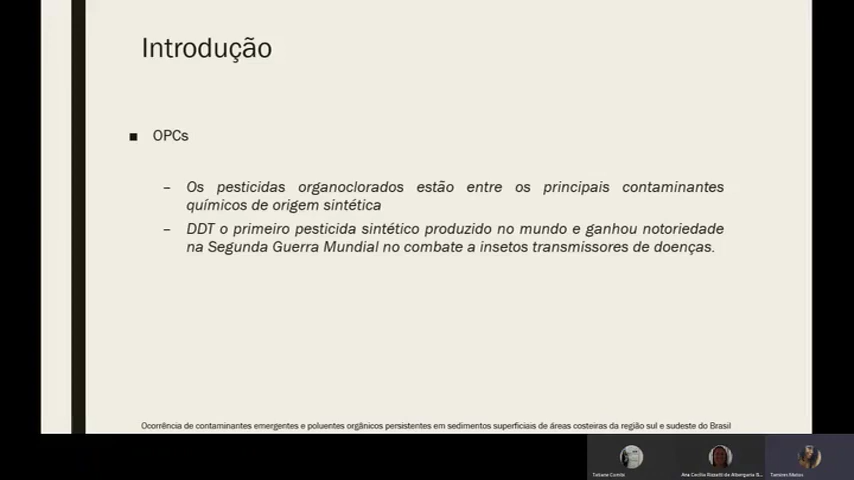 Introdução
■ OPCs
– Os pesticidas organoclorados estão entre os principais contaminantes
químicos de origem sintética
– DDT o primeiro pesticida sintético produzido no mundo e ganhou notoriedade
na Segunda Guerra Mundial no combate a insetos transmissores de doenças.
Ocorrência de contaminantes emergentes e poluentes orgânicos persistentes em sedimentos superficiais de áreas costeiras da região sul e sudeste do Brasil
Tatiane Combi
Ana Cecília Rizzatti de Albergaria B...
Tamires Matos